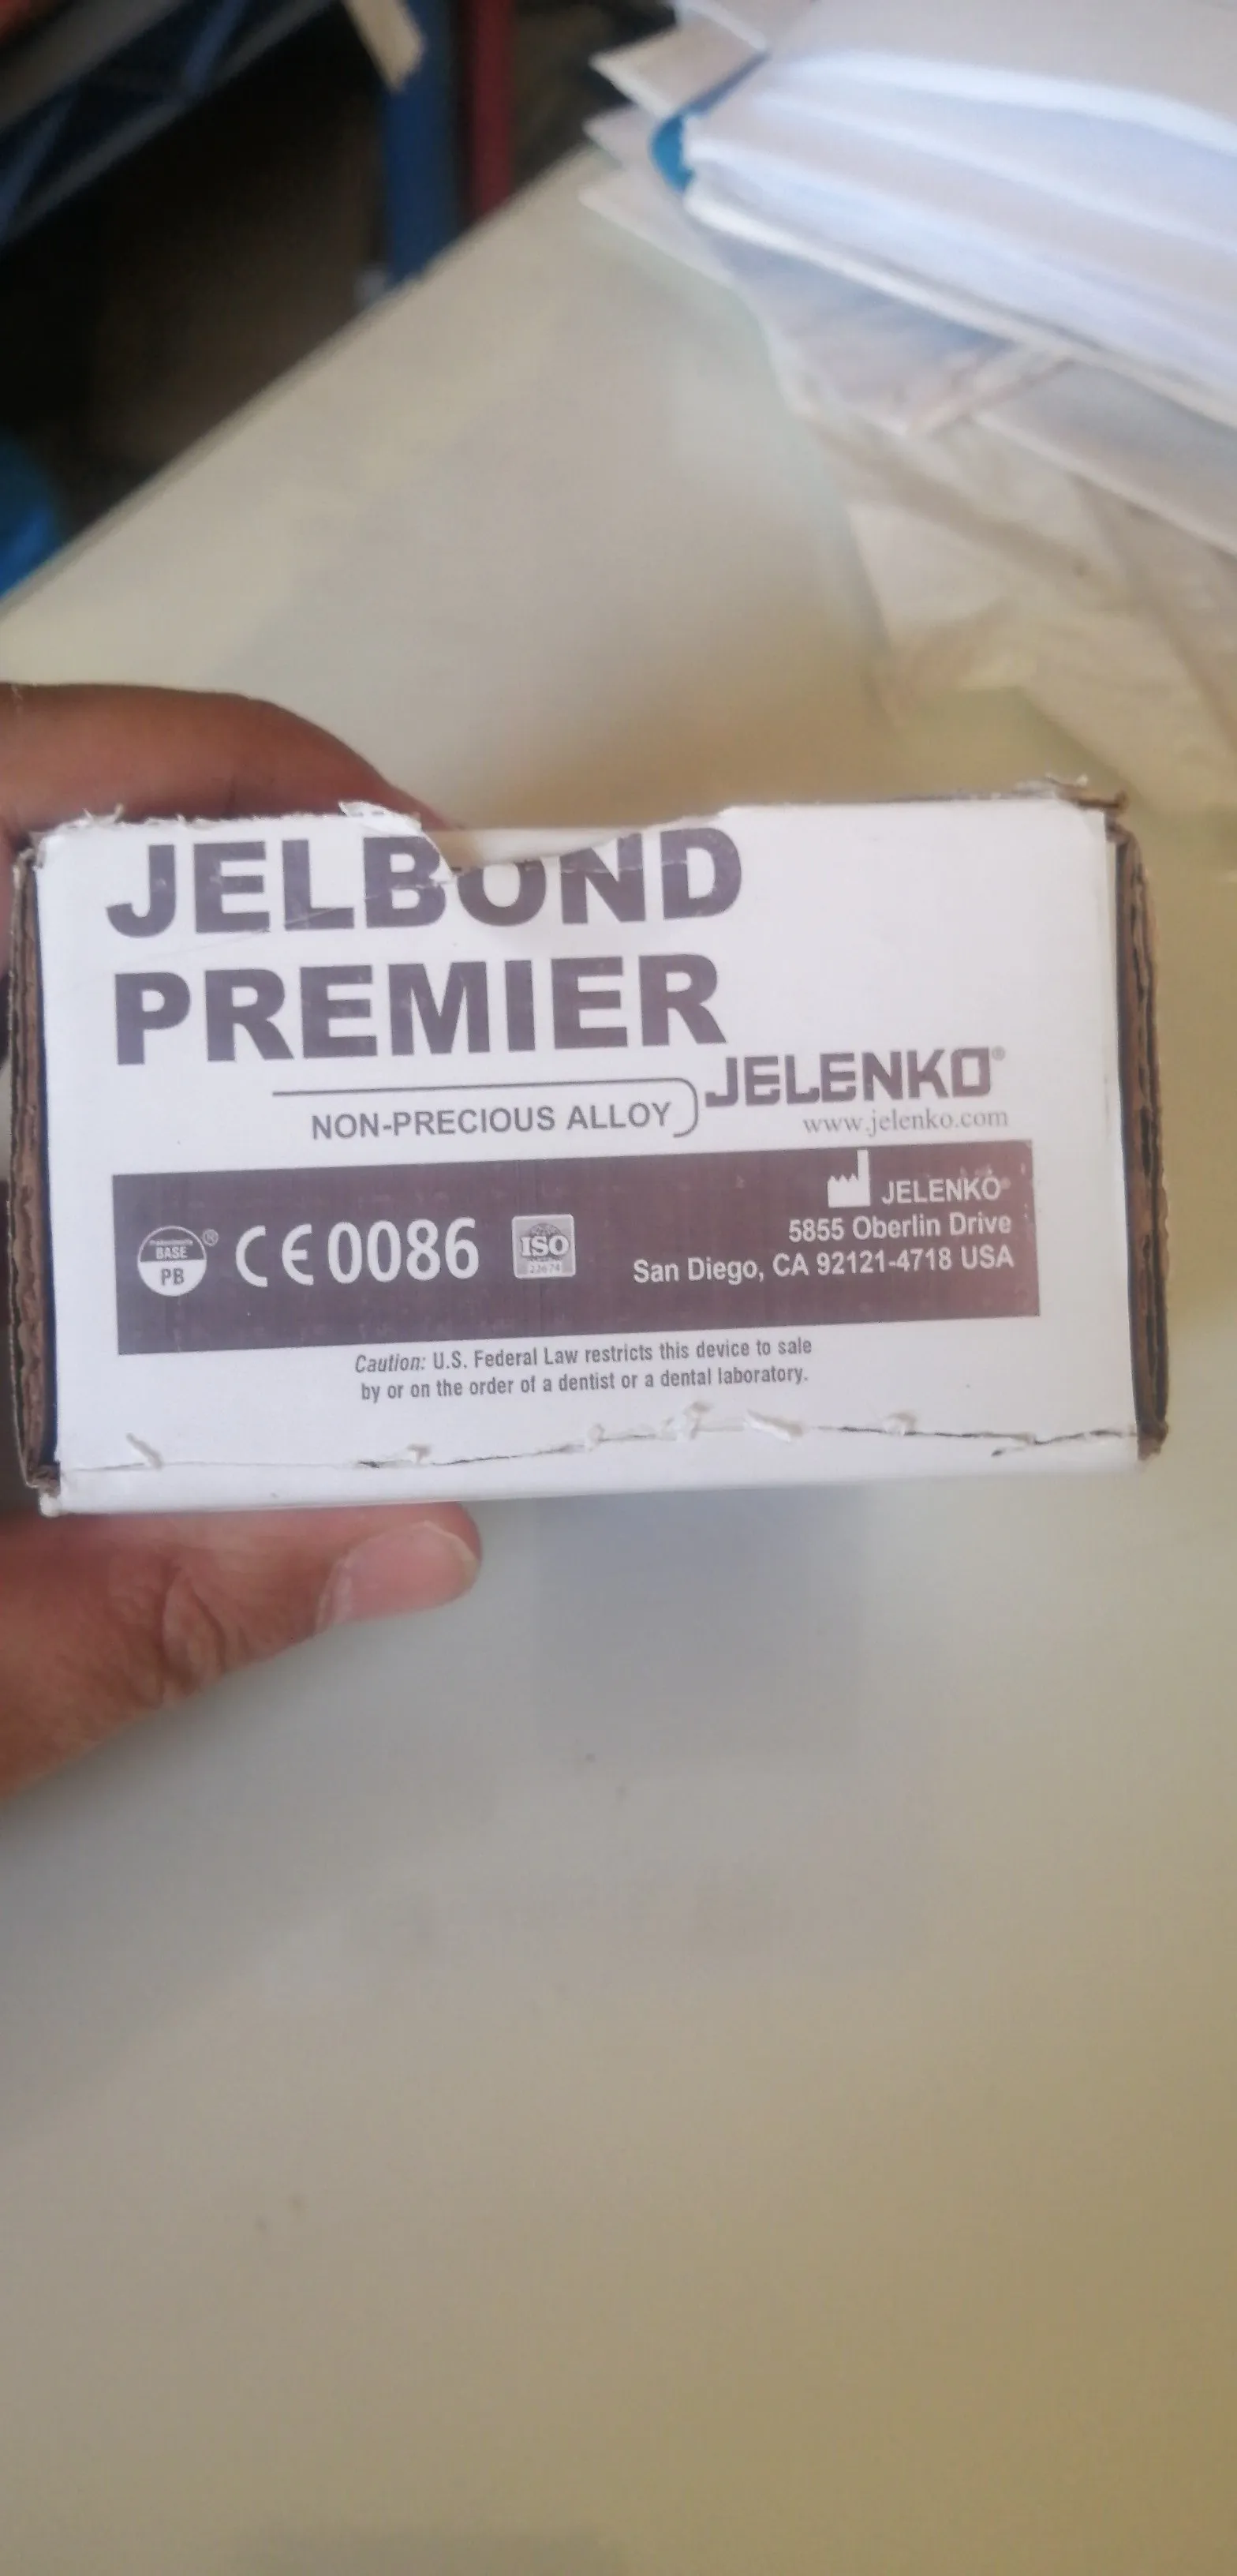 JELBOND
PREMIER
JELENKO®
NON-PRECIOUS ALLOY
www.jelenko.com
BASE ®
PB
CE0086
ISO
JELENKO®
5855 Oberlin Drive
San Diego, CA 92121-4718 USA
Caution: U.S. Federal Law restricts this device to sale
by or on the order of a dentist or a dental laboratory.